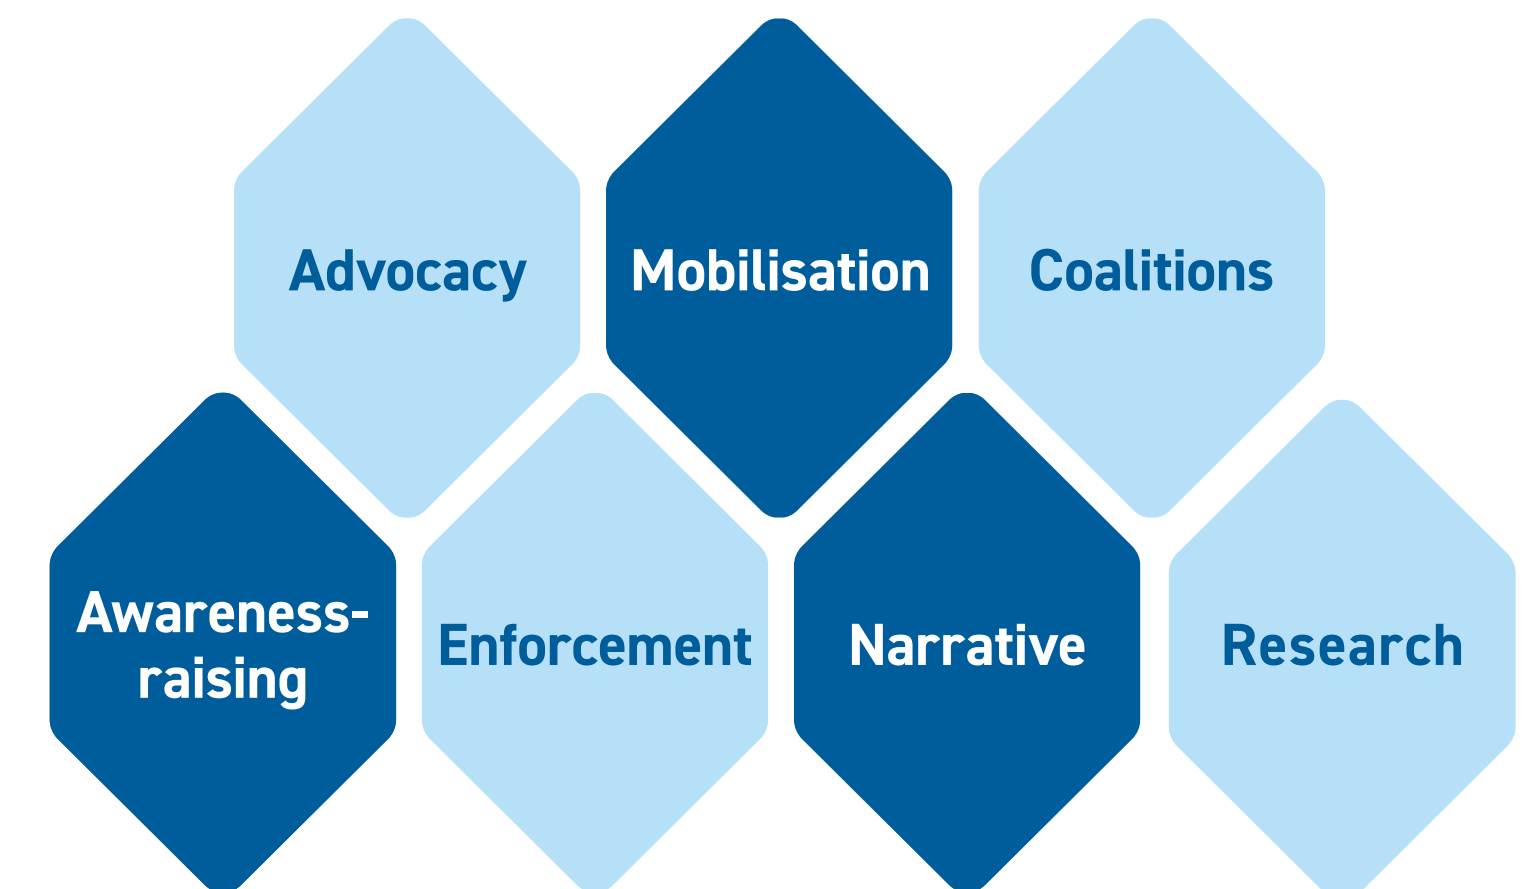 Advocacy
Mobilisation
Coalitions
Awareness-
raising
Enforcement
Narrative
Research